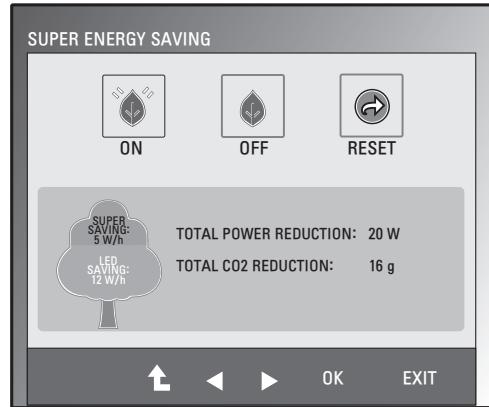 SUPER ENERGY SAVING
ON OFF RESET
SUPER
SAVING:
5 W/h
LED
SAVING:
12 W/h
TOTAL POWER REDUCTION: 20 W
TOTAL CO2 REDUCTION: 16 g
OK EXIT